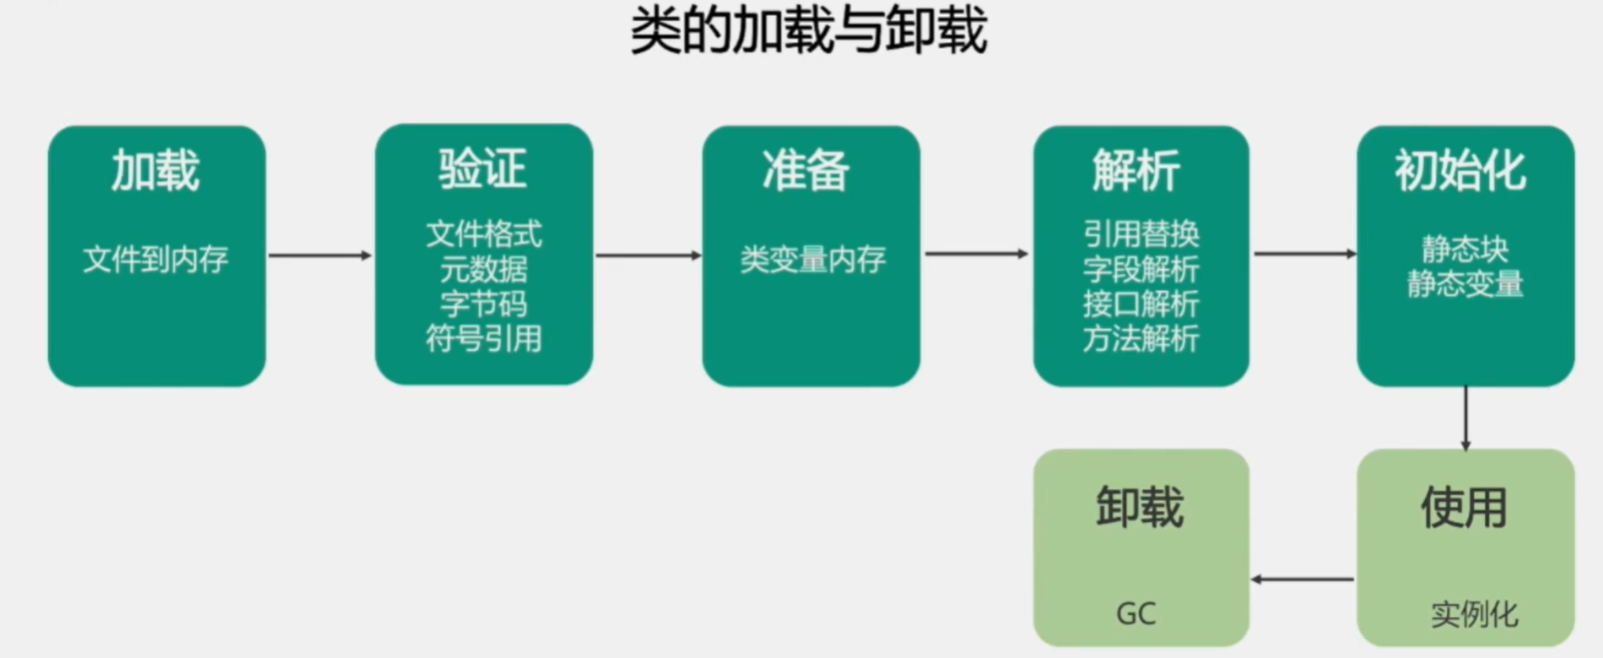 类的加载与卸载
加载
文件到内存
验证
文件格式
元数据
字节码
符号引用
准备
类变量内存
解析
引用替换
字段解析
接口解析
方法解析
初始化
静态块
静态变量
使用
实例化
卸载
GC